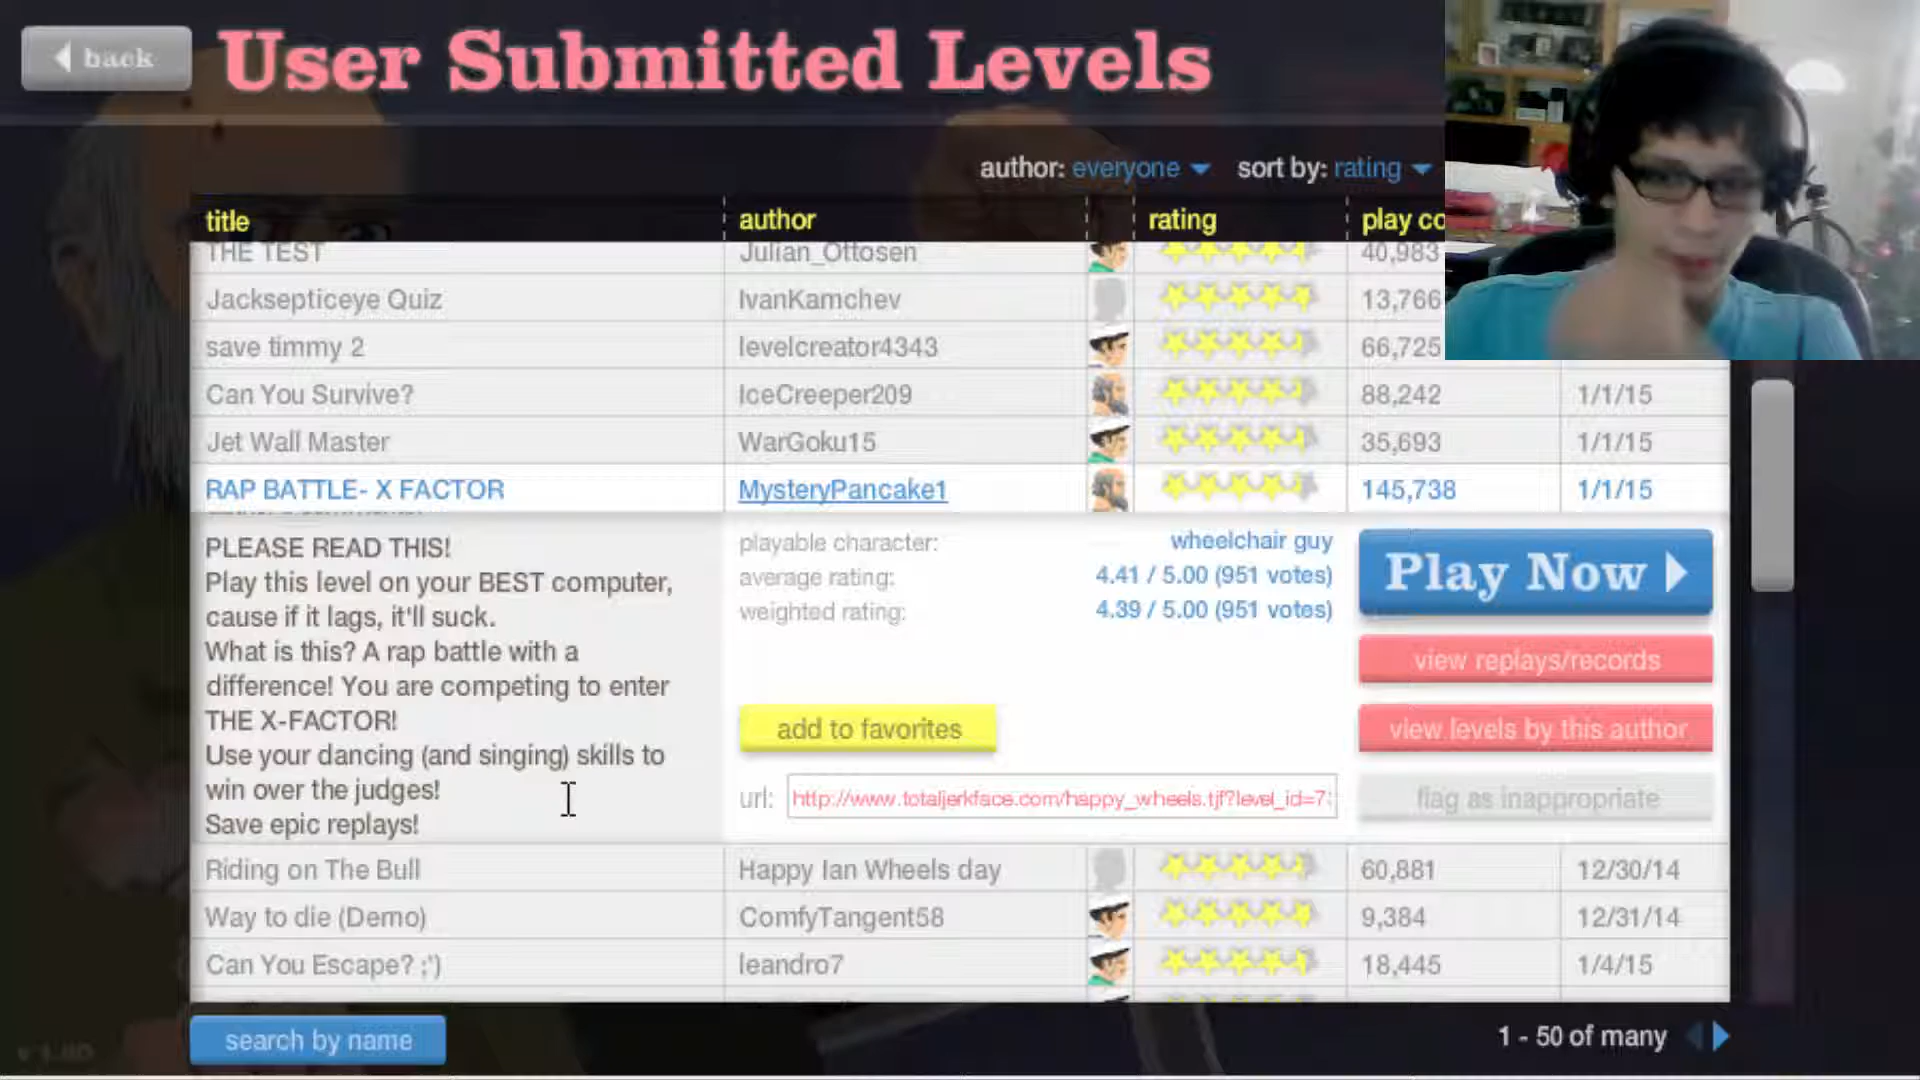 back
User Submitted Levels
author: everyone sort by: rating
title author rating play co
THE TEST Julian_Ottosen 40,983
Jacksepticeye Quiz IvanKamchev 13,766
save timmy 2 levelcreator4343 66,725
Can You Survive? IceCreeper209 88,242 1/1/15
Jet Wall Master WarGoku15 35,693 1/1/15
RAP BATTLE- X FACTOR MysteryPancake1 145,738 1/1/15
PLEASE READ THIS!
Play this level on your BEST computer,
cause if it lags, it'll suck.
What is this? A rap battle with a
difference! You are competing to enter
THE X-FACTOR!
Use your dancing (and singing) skills to
win over the judges!
Save epic replays!
playable character: wheelchair guy
average rating: 4.41 / 5.00 (951 votes)
weighted rating: 4.39 / 5.00 (951 votes)
add to favorites
url: http://www.totaljerkface.com/happy_wheels.tjf?level_id=7
Play Now
view replays/records
view levels by this author
flag as inappropriate
Riding on The Bull Happy Ian Wheels day 60,881 12/30/14
Way to die (Demo) ComfyTangent58 9,384 12/31/14
Can You Escape? ;') leandro7 18,445 1/4/15
search by name
1 - 50 of many